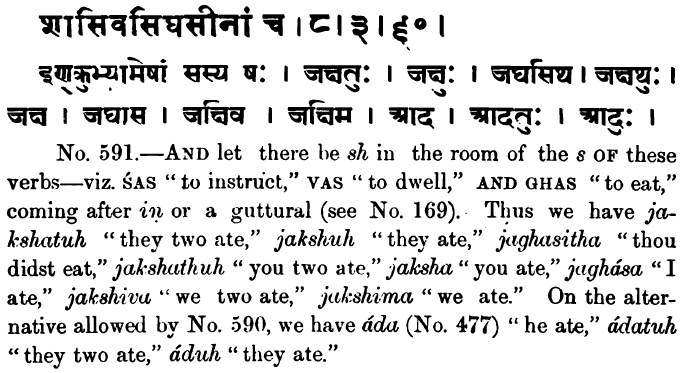 शासिवसिघसीनां च । ८ । ३ । ६० ।
इण्कुभ्यामेषां सस्य षः । जक्षतुः । जक्षुः । जघसिथ । जक्षथुः ।
जक्ष । जघास । जक्षिव । जक्षिम । आद । आदतुः । आदुः ।
No. 591.—AND let there be sh in the room of the s OF these
verbs—viz. ŚAS “to instruct,” VAS “to dwell,” AND GHAS “to eat,”
coming after in or a guttural (see No. 169). Thus we have ja-
kshatuh “they two ate,” jakshuh “they ate,” jaghasitha “thou
didst eat,” jakshathuh “you two ate,” jaksha “you ate,” jaghása “I
ate,” jakshiva “we two ate,” jakshima “we ate.” On the alter-
native allowed by No. 590, we have áda (No. 477) “he ate,” ádatuh
“they two ate,” áduh “they ate.”